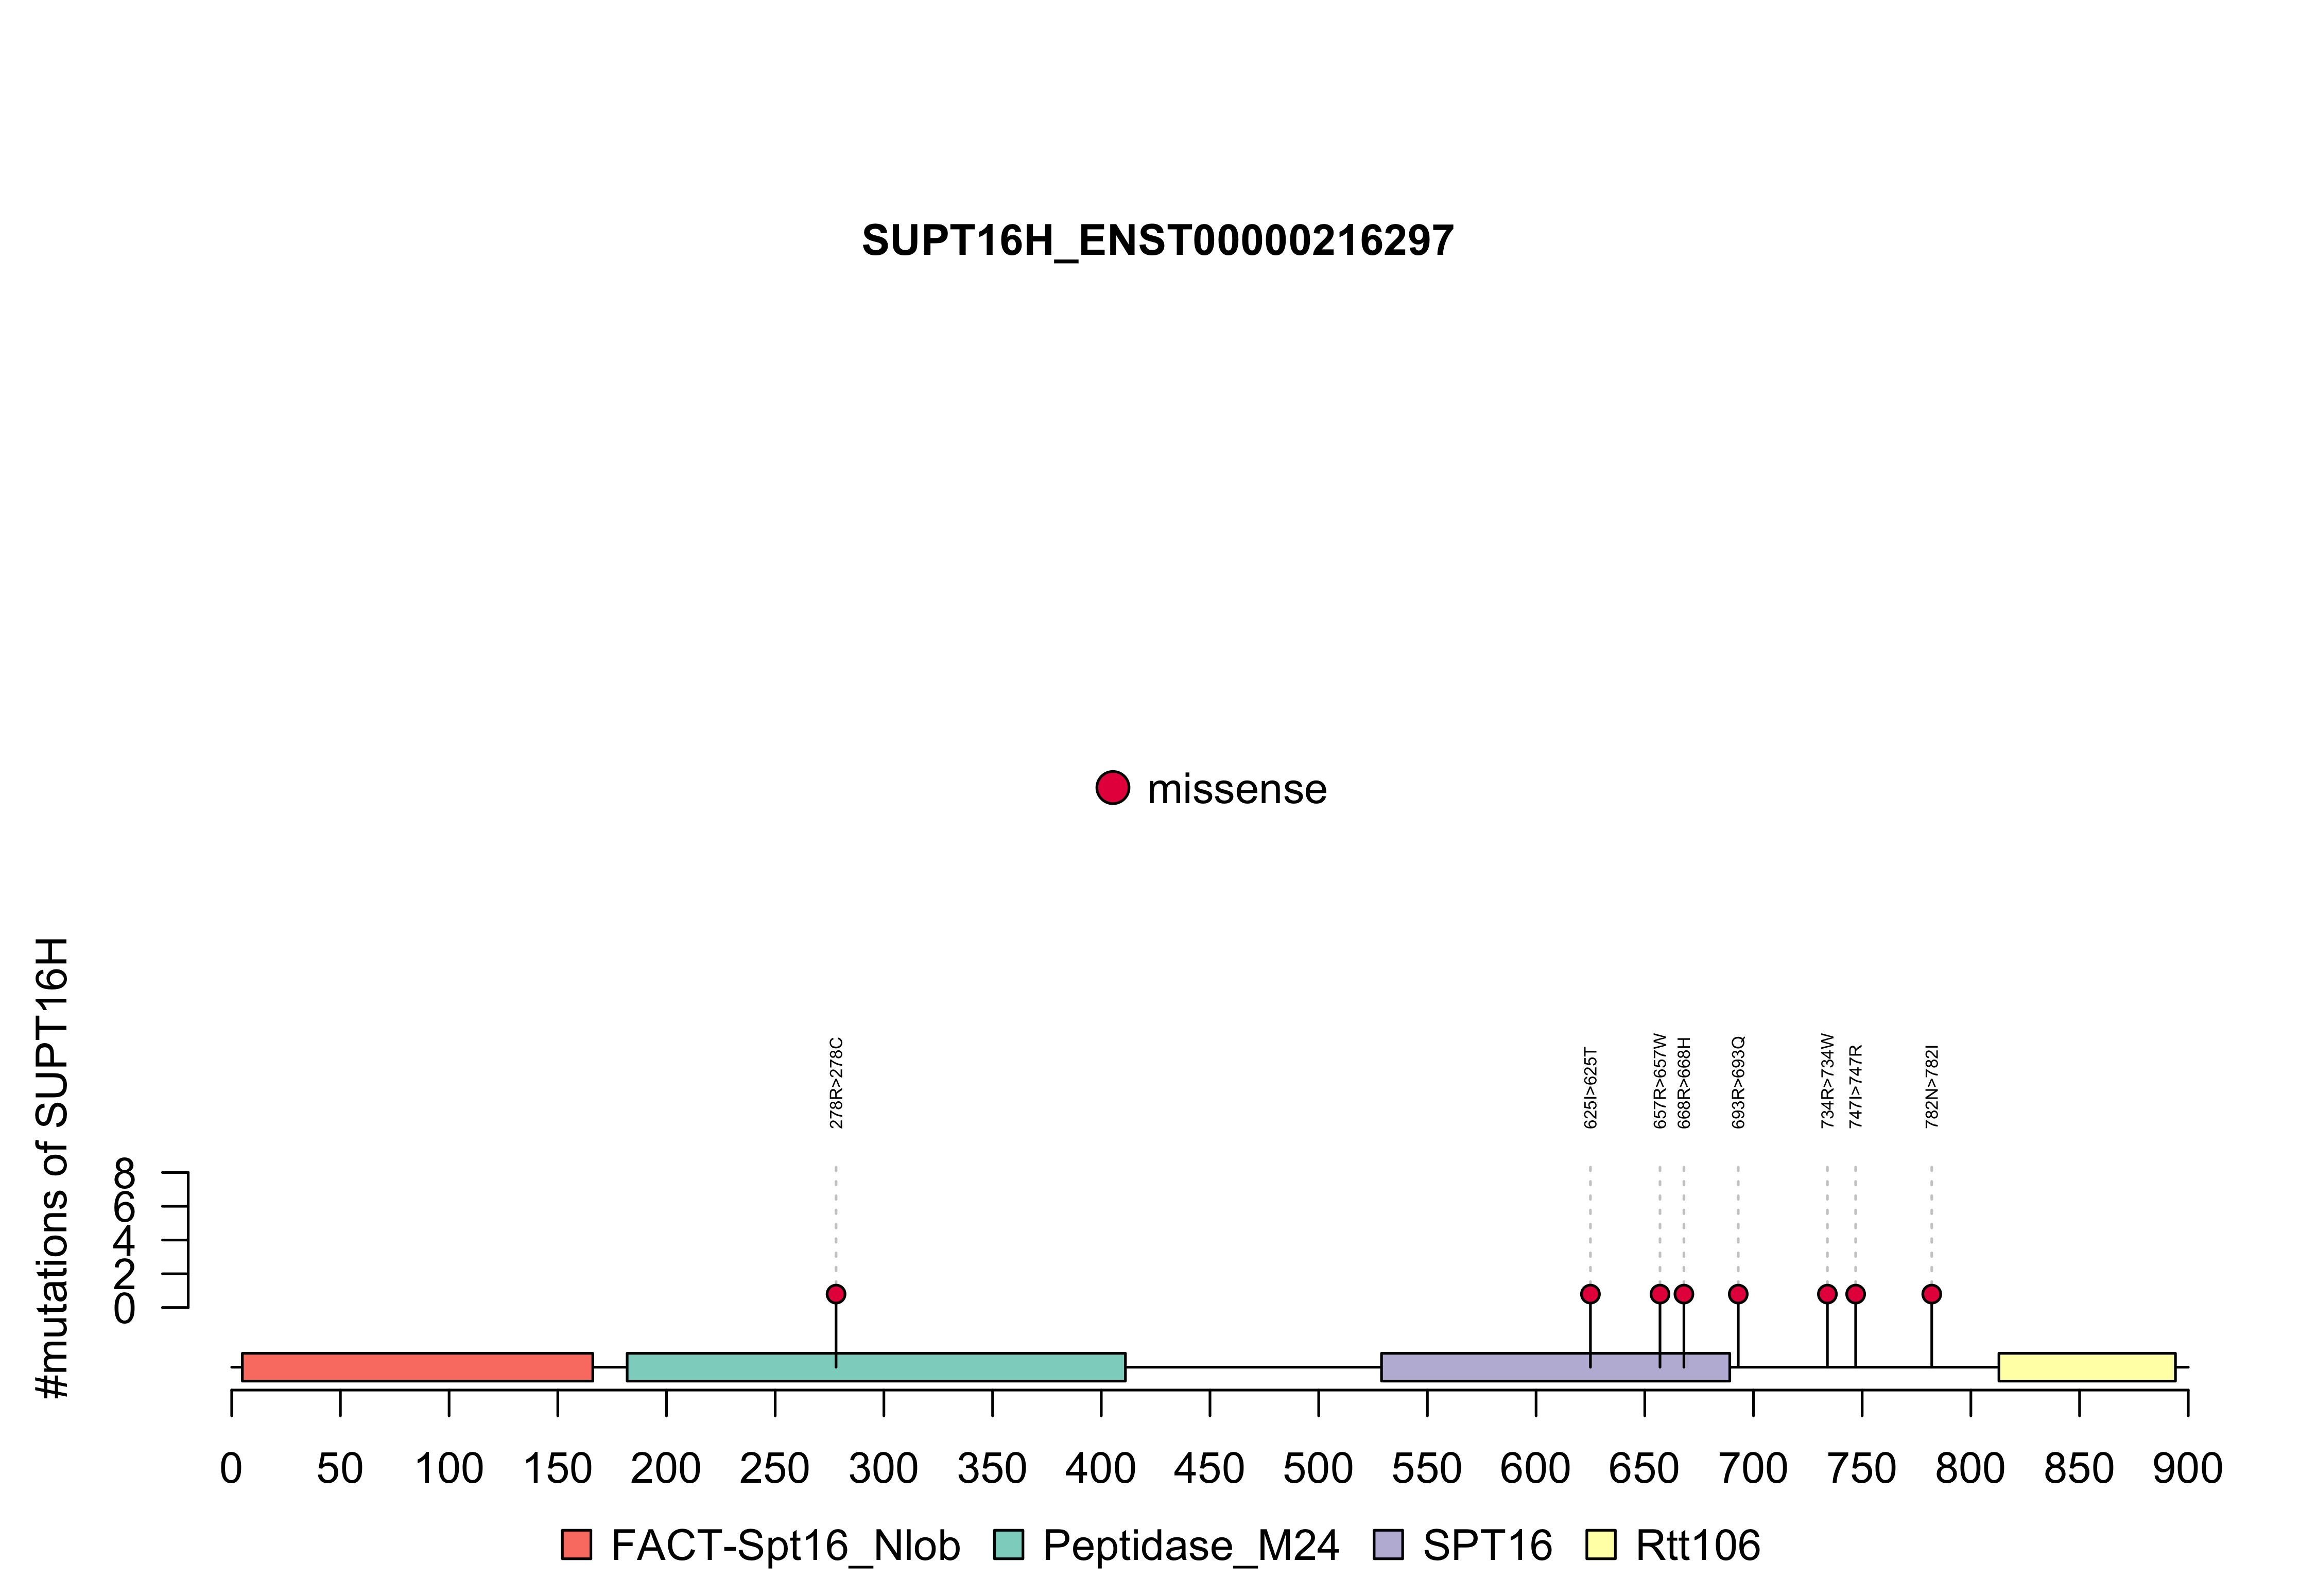 SUPT16H_ENST00000216297
missense
#mutations of SUPT16H
278R>278C
625I>625T
657R>657W
668R>668H
693R>693Q
734R>734W
747I>747R
782N>782I
8
6
4
2
0
0 50 100 150 200 250 300 350 400 450 500 550 600 650 700 750 800 850 900
FACT-Spt16_Nlob Peptidase_M24 SPT16 Rtt106